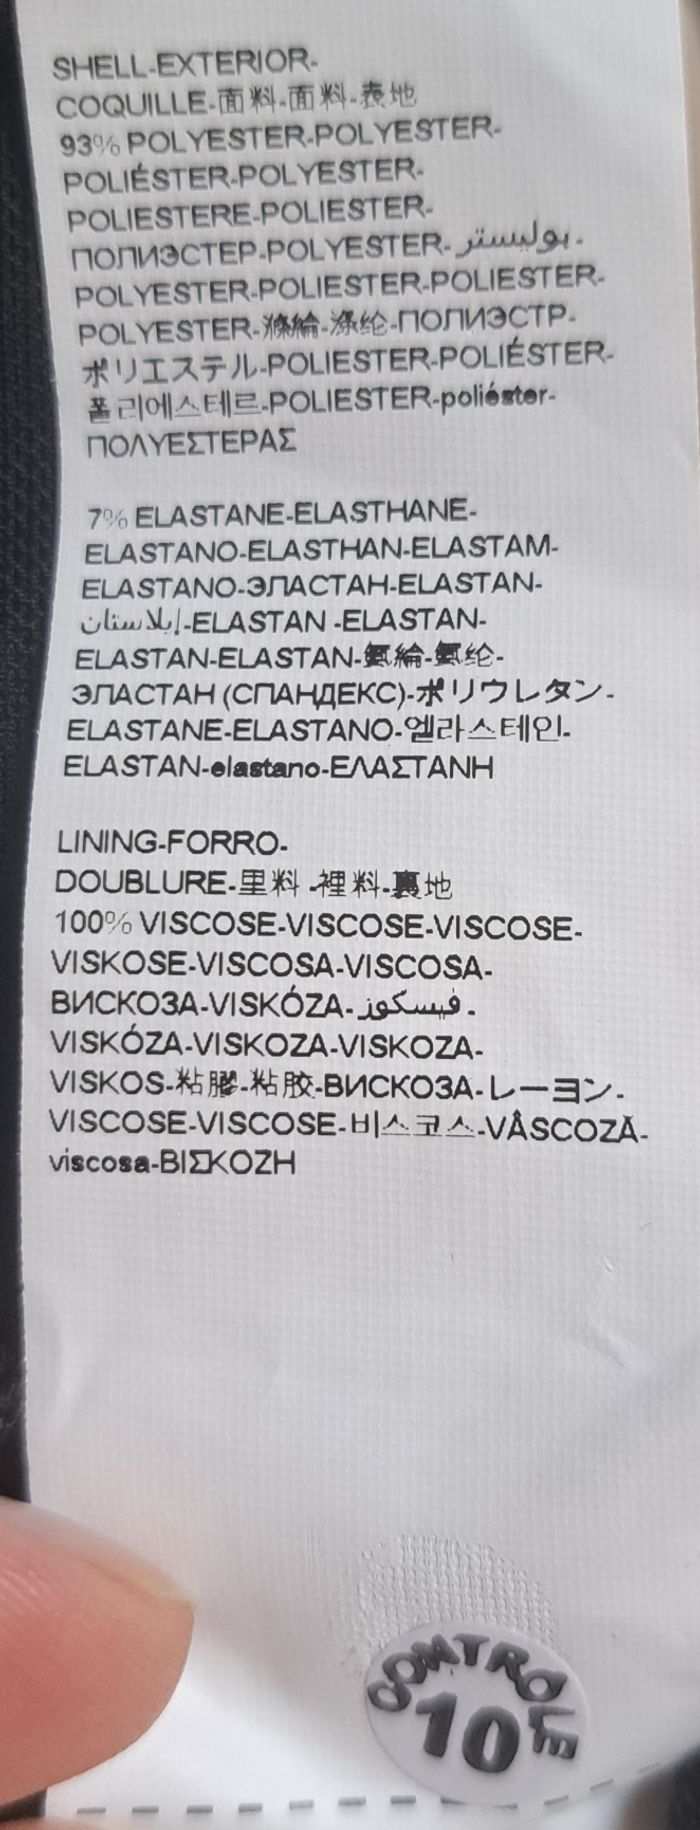 SHELL-EXTERIOR-
COQUILLE-面料-面料-表地
93% POLYESTER-POLYESTER-
POLIÉSTER-POLYESTER-
POLIESTERE-POLIESTER-
ПОЛИЭСТЕР-POLYESTER-بوليستر-
POLYESTER-POLIESTER-POLIESTER-
POLYESTER-滌綸-涤纶-ПОЛИЭСТР-
ポリエステル-POLIESTER-POLIÉSTER-
폴리에스테르-POLIESTER-poliéster-
ΠΟΛΥΕΣΤΕΡΑΣ
7% ELASTANE-ELASTHANE-
ELASTANO-ELASTHAN-ELASTAM-
ELASTANO-ЭЛАСТАН-ELASTAN-
إيلاستان-ELASTAN -ELASTAN-
ELASTAN-ELASTAN-氨綸-氨纶-
ЭЛАСТАН (СПАНДЕКС)-ポリウレタン-
ELASTANE-ELASTANO-엘라스테인-
ELASTAN-elastano-ΕΛΑΣΤΑΝΗ
LINING-FORRO-
DOUBLURE-里料 -裡料-裏地
100% VISCOSE-VISCOSE-VISCOSE-
VISKOSE-VISCOSA-VISCOSA-
ВИСКОЗА-VISKÓZA-فيسكوز-
VISKÓZA-VISKOZA-VISKOZA-
VISKOS-粘膠-粘胶-ВИСКОЗА-レーヨン-
VISCOSE-VISCOSE-비스코스-VÂSCOZĂ-
viscosa-ΒΙΣΚΟΖΗ
CONTROLE
10